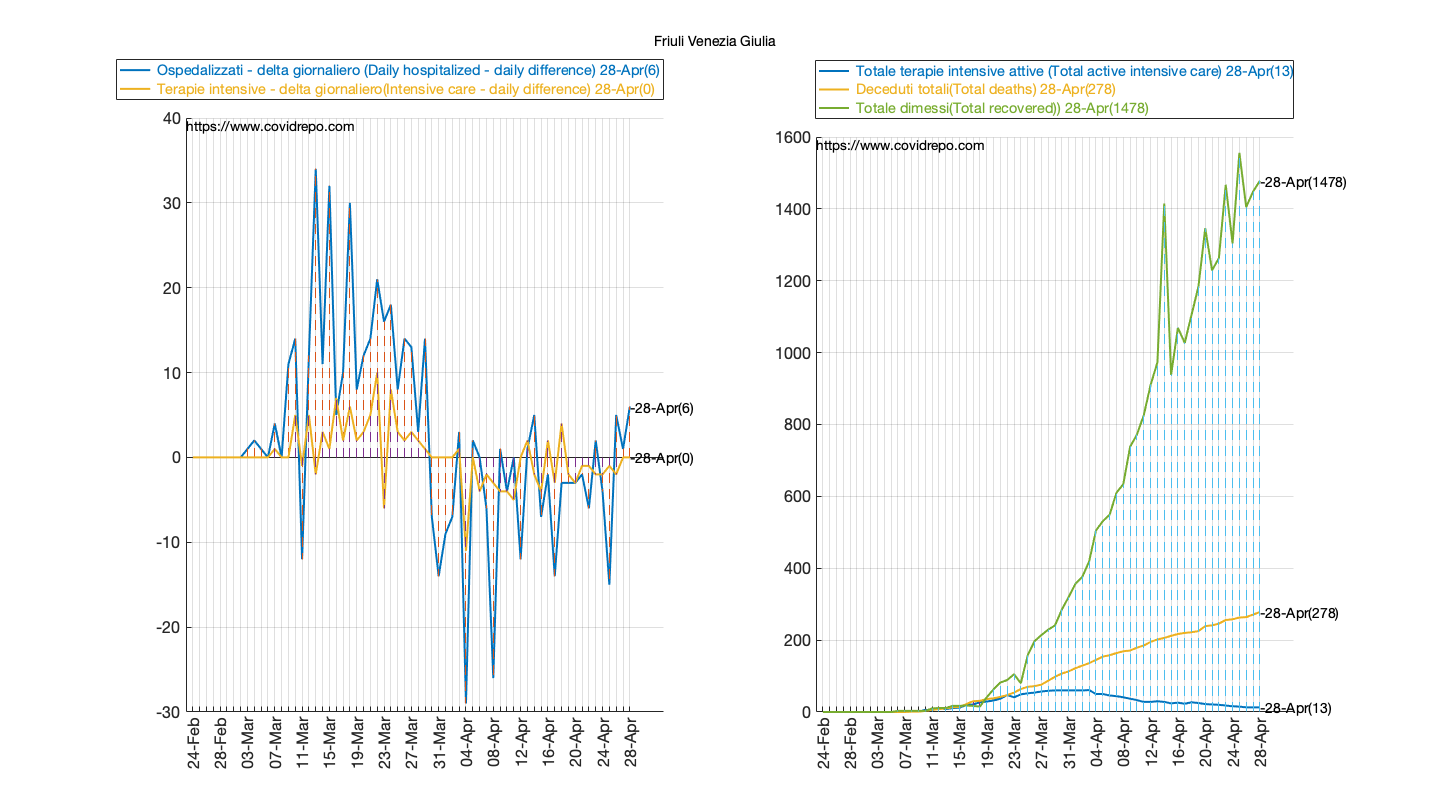 Friuli Venezia Giulia
Ospedalizzati - delta giornaliero (Daily hospitalized - daily difference) 28-Apr(6)
Terapie intensive - delta giornaliero(Intensive care - daily difference) 28-Apr(0)
https://www.covidrepo.com
40
30
20
10
0
-10
-20
-30
-28-Apr(6)
-28-Apr(0)
24-Feb
28-Feb
03-Mar
07-Mar
11-Mar
15-Mar
19-Mar
23-Mar
27-Mar
31-Mar
04-Apr
08-Apr
12-Apr
16-Apr
20-Apr
24-Apr
28-Apr
Totale terapie intensive attive (Total active intensive care) 28-Apr(13)
Deceduti totali(Total deaths) 28-Apr(278)
Totale dimessi(Total recovered)) 28-Apr(1478)
https://www.covidrepo.com
1600
1400
1200
1000
800
600
400
200
0
-28-Apr(1478)
-28-Apr(278)
-28-Apr(13)
24-Feb
28-Feb
03-Mar
07-Mar
11-Mar
15-Mar
19-Mar
23-Mar
27-Mar
31-Mar
04-Apr
08-Apr
12-Apr
16-Apr
20-Apr
24-Apr
28-Apr